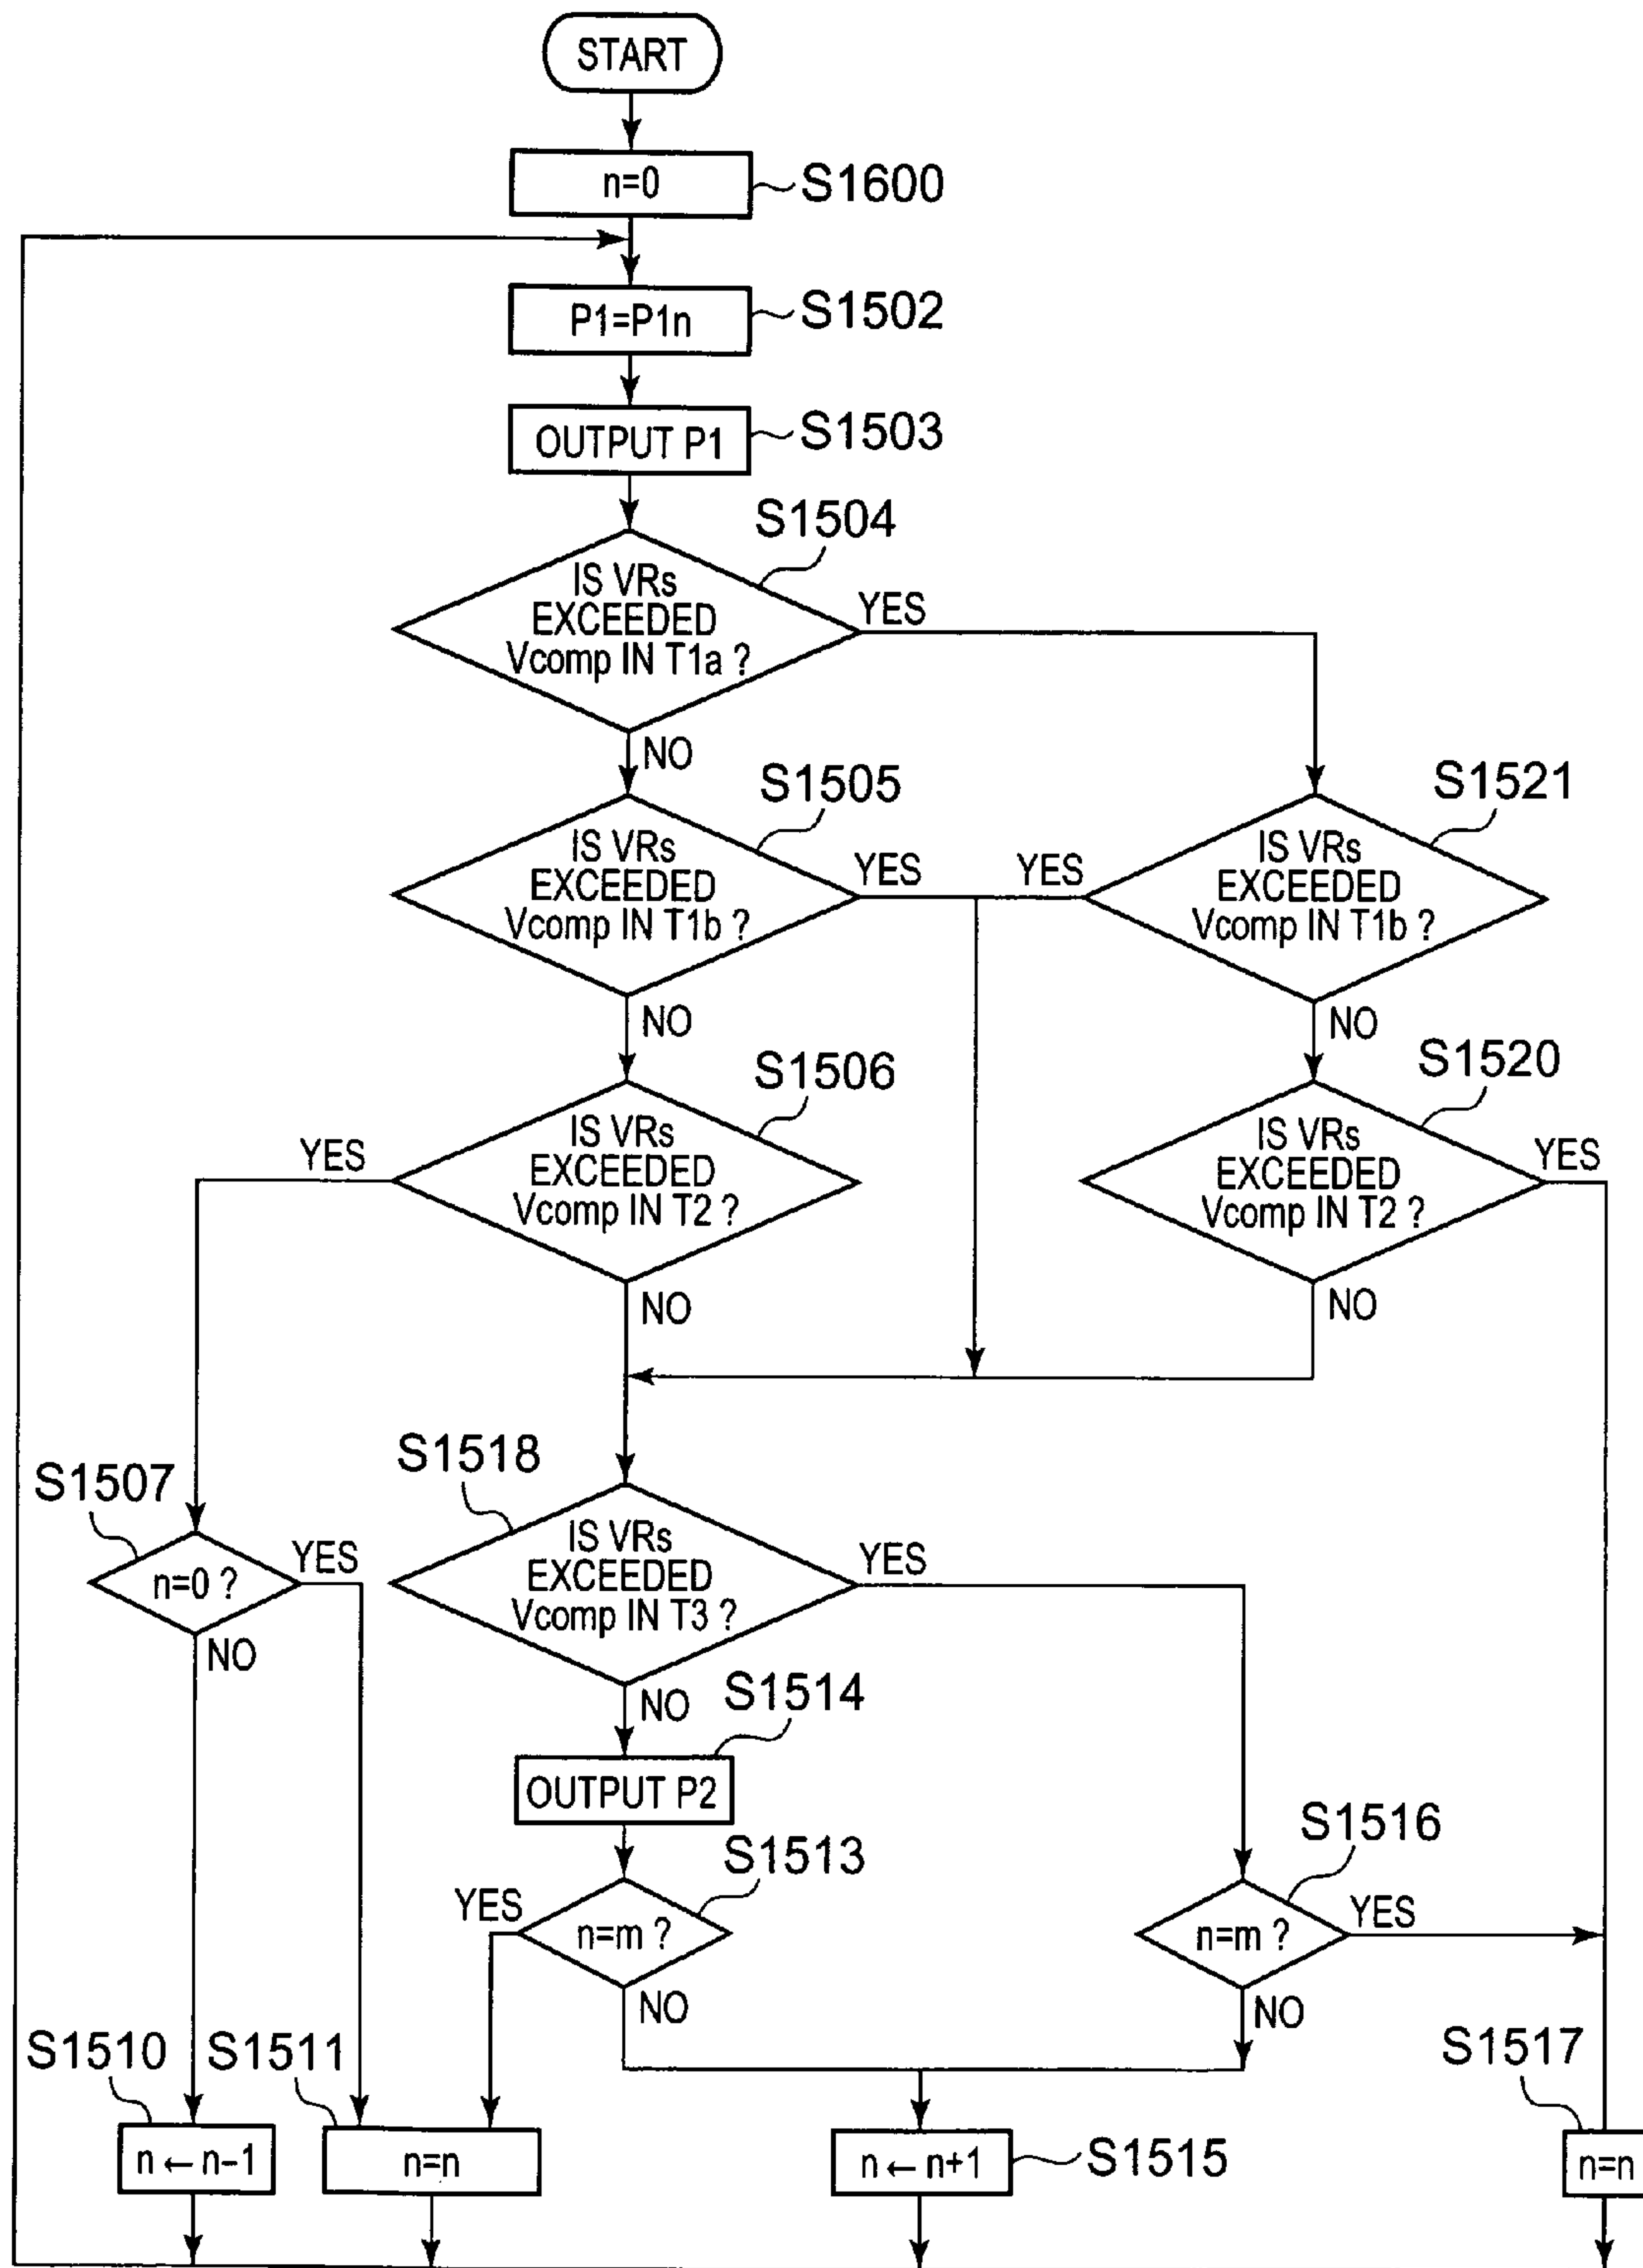 START
n=0
S1600
P1=P1n
S1502
OUTPUT P1
S1503
S1504
IS VRs
EXCEEDED
Vcomp IN T1a ?
YES
NO
S1505
IS VRs
EXCEEDED
Vcomp IN T1b ?
YES
NO
S1521
IS VRs
EXCEEDED
Vcomp IN T1b ?
YES
NO
S1506
IS VRs
EXCEEDED
Vcomp IN T2 ?
YES
NO
S1520
IS VRs
EXCEEDED
Vcomp IN T2 ?
YES
NO
S1507
n=0 ?
YES
NO
S1518
IS VRs
EXCEEDED
Vcomp IN T3 ?
YES
NO
S1514
OUTPUT P2
S1513
n=m ?
YES
NO
S1516
n=m ?
YES
NO
S1510
n←n−1
S1511
n=n
n←n+1
S1515
S1517
n=n